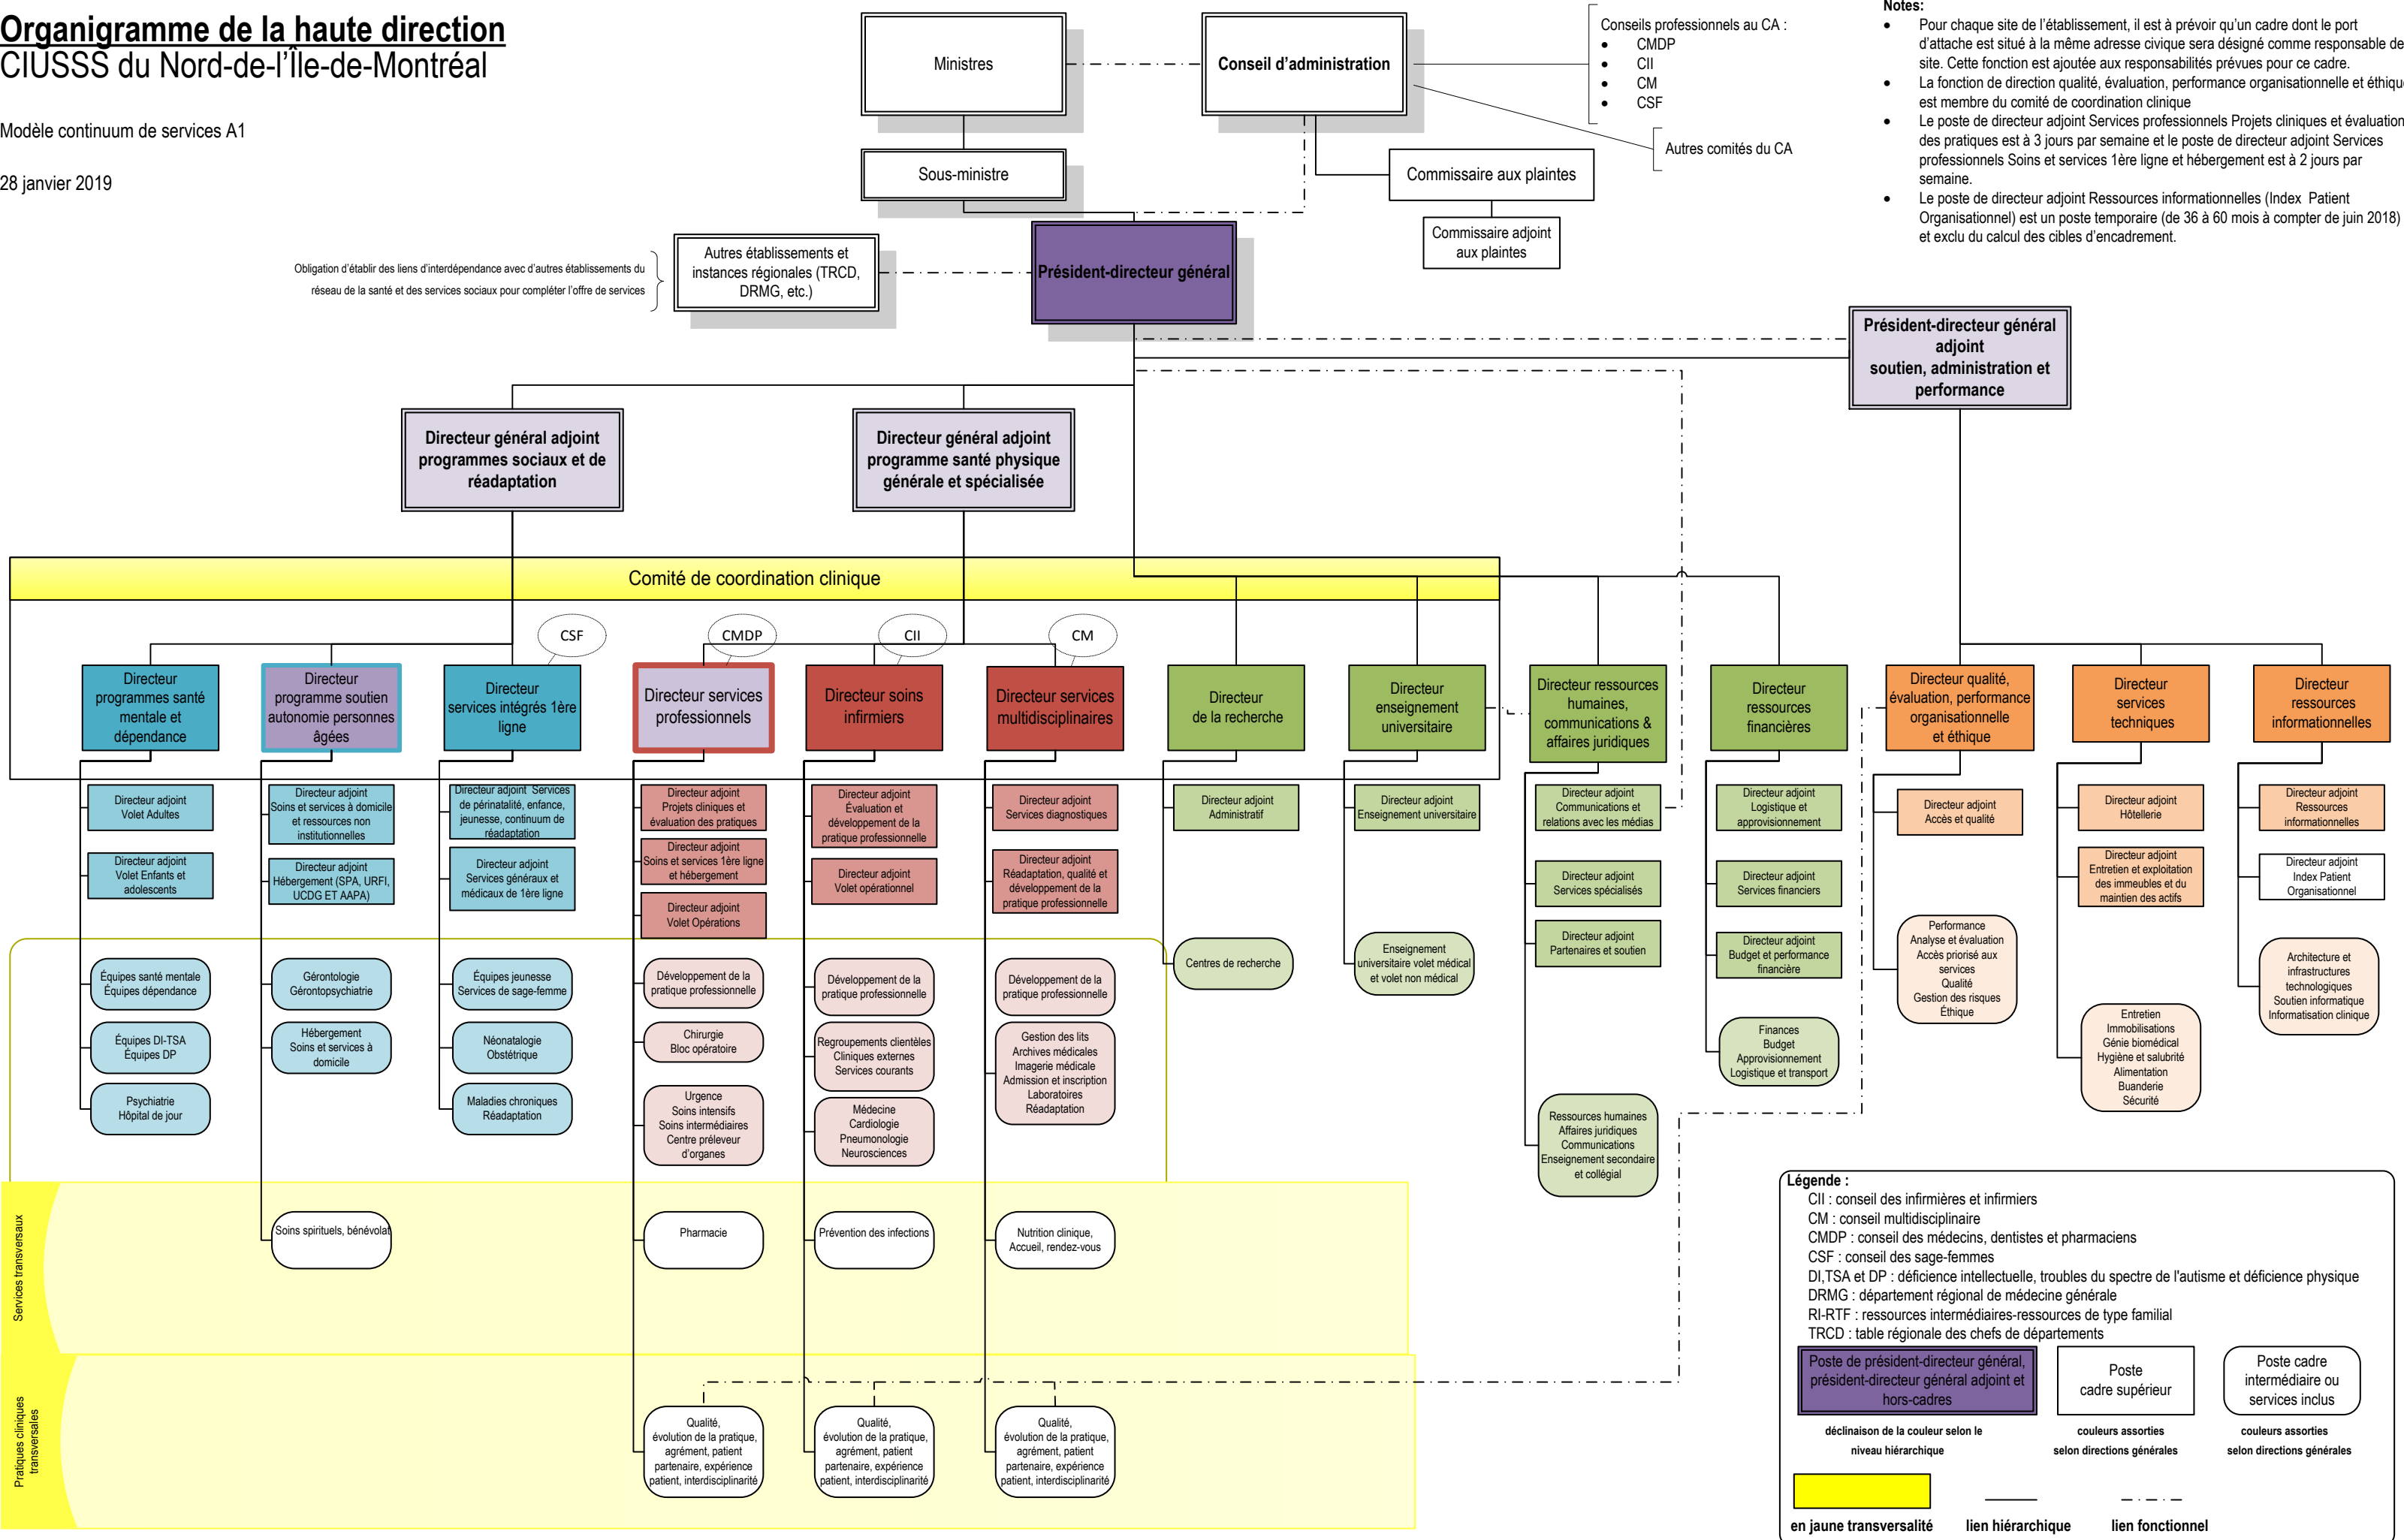 Organigramme de la haute direction
CIUSSS du Nord-de-l'Île-de-Montréal
Modèle continuum de services A1
28 janvier 2019
Ministres
Conseil d'administration
Conseils professionnels au CA :
• CMDP
• CII
• CM
• CSF
Autres comités du CA
Notes:
• Pour chaque site de l'établissement, il est à prévoir qu'un cadre dont le port
d'attache est situé à la même adresse civique sera désigné comme responsable de
site. Cette fonction est ajoutée aux responsabilités prévues pour ce cadre.
• La fonction de direction qualité, évaluation, performance organisationnelle et éthique
est membre du comité de coordination clinique
• Le poste de directeur adjoint Services professionnels Projets cliniques et évaluation
des pratiques est à 3 jours par semaine et le poste de directeur adjoint Services
professionnels Soins et services 1ère ligne et hébergement est à 2 jours par
semaine.
• Le poste de directeur adjoint Ressources informationnelles (Index Patient
Organisationnel) est un poste temporaire (de 36 à 60 mois à compter de juin 2018)
et exclu du calcul des cibles d'encadrement.
Sous-ministre
Commissaire aux plaintes
Commissaire adjoint
aux plaintes
Obligation d'établir des liens d'interdépendance avec d'autres établissements du
réseau de la santé et des services sociaux pour compléter l'offre de services
Autres établissements et
instances régionales (TRCD,
DRMG, etc.)
Président-directeur général
Président-directeur général
adjoint
soutien, administration et
performance
Directeur général adjoint
programmes sociaux et de
réadaptation
Directeur général adjoint
programme santé physique
générale et spécialisée
Comité de coordination clinique
CSF
CMDP
CII
CM
Directeur
programmes santé
mentale et
dépendance
Directeur
programme soutien
autonomie personnes
âgées
Directeur
services intégrés 1ère
ligne
Directeur services
professionnels
Directeur soins
infirmiers
Directeur services
multidisciplinaires
Directeur
de la recherche
Directeur
enseignement
universitaire
Directeur ressources
humaines,
communications &
affaires juridiques
Directeur
ressources
financières
Directeur qualité,
évaluation, performance
organisationnelle
et éthique
Directeur
services
techniques
Directeur
ressources
informationnelles
Directeur adjoint
Volet Adultes
Directeur adjoint
Soins et services à domicile
et ressources non
institutionnelles
Directeur adjoint Services
de périnatalité, enfance,
jeunesse, continuum de
réadaptation
Directeur adjoint
Projets cliniques et
évaluation des pratiques
Directeur adjoint
Évaluation et
développement de la
pratique professionnelle
Directeur adjoint
Services diagnostiques
Directeur adjoint
Administratif
Directeur adjoint
Enseignement universitaire
Directeur adjoint
Communications et
relations avec les médias
Directeur adjoint
Logistique et
approvisionnement
Directeur adjoint
Accès et qualité
Directeur adjoint
Hôtellerie
Directeur adjoint
Ressources
informationnelles
Directeur adjoint
Volet Enfants et
adolescents
Directeur adjoint
Hébergement (SPA, URFI,
UCDG ET AAPA)
Directeur adjoint
Services généraux et
médicaux de 1ère ligne
Directeur adjoint
Soins et services 1ère ligne
et hébergement
Directeur adjoint
Volet opérationnel
Directeur adjoint
Réadaptation, qualité et
développement de la
pratique professionnelle
Directeur adjoint
Services spécialisés
Directeur adjoint
Services financiers
Directeur adjoint
Entretien et exploitation
des immeubles et du
maintien des actifs
Directeur adjoint
Index Patient
Organisationnel
Directeur adjoint
Volet Opérations
Directeur adjoint
Partenaires et soutien
Directeur adjoint
Budget et performance
financière
Équipes santé mentale
Équipes dépendance
Gérontologie
Gérontopsychiatrie
Équipes jeunesse
Services de sage-femme
Développement de la
pratique professionnelle
Développement de la
pratique professionnelle
Développement de la
pratique professionnelle
Centres de recherche
Enseignement
universitaire volet médical
et volet non médical
Performance
Analyse et évaluation
Accès priorisé aux
services
Qualité
Gestion des risques
Éthique
Architecture et
infrastructures
technologiques
Soutien informatique
Informatisation clinique
Équipes DI-TSA
Équipes DP
Hébergement
Soins et services à
domicile
Néonatalogie
Obstétrique
Chirurgie
Bloc opératoire
Regroupements clientèles
Cliniques externes
Services courants
Gestion des lits
Archives médicales
Imagerie médicale
Admission et inscription
Laboratoires
Réadaptation
Finances
Budget
Approvisionnement
Logistique et transport
Entretien
Immobilisations
Génie biomédical
Hygiène et salubrité
Alimentation
Buanderie
Sécurité
Psychiatrie
Hôpital de jour
Maladies chroniques
Réadaptation
Urgence
Soins intensifs
Soins intermédiaires
Centre préleveur
d'organes
Médecine
Cardiologie
Pneumonologie
Neurosciences
Ressources humaines
Affaires juridiques
Communications
Enseignement secondaire
et collégial
Services transversaux
Soins spirituels, bénévolat
Pharmacie
Prévention des infections
Nutrition clinique,
Accueil, rendez-vous
Pratiques cliniques
transversales
Qualité,
évolution de la pratique,
agrément, patient
partenaire, expérience
patient, interdisciplinarité
Qualité,
évolution de la pratique,
agrément, patient
partenaire, expérience
patient, interdisciplinarité
Qualité,
évolution de la pratique,
agrément, patient
partenaire, expérience
patient, interdisciplinarité
Légende :
CII : conseil des infirmières et infirmiers
CM : conseil multidisciplinaire
CMDP : conseil des médecins, dentistes et pharmaciens
CSF : conseil des sage-femmes
DI,TSA et DP : déficience intellectuelle, troubles du spectre de l'autisme et déficience physique
DRMG : département régional de médecine générale
RI-RTF : ressources intermédiaires-ressources de type familial
TRCD : table régionale des chefs de départements
Poste de président-directeur général,
président-directeur général adjoint et
hors-cadres
Poste
cadre supérieur
Poste cadre
intermédiaire ou
services inclus
déclinaison de la couleur selon le
niveau hiérarchique
couleurs assorties
selon directions générales
couleurs assorties
selon directions générales
en jaune transversalité
lien hiérarchique
lien fonctionnel